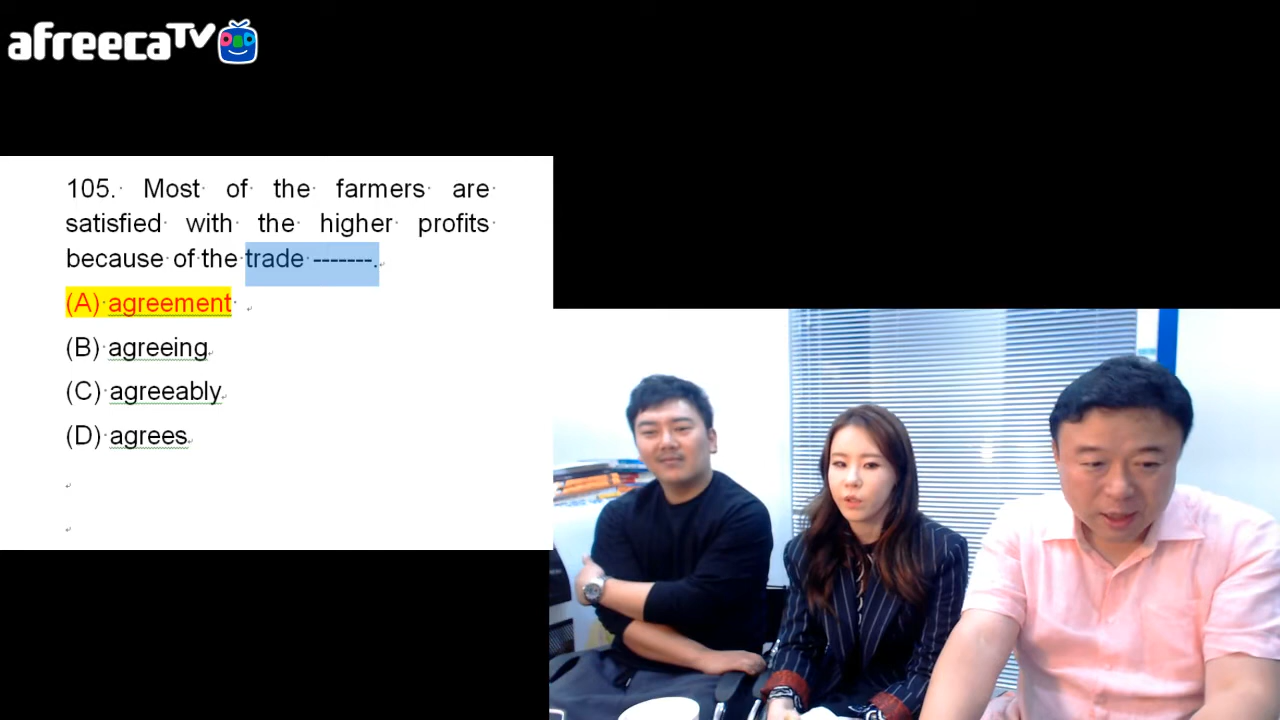 afreecaTV
105. Most of the farmers are
satisfied with the higher profits
because of the trade -------.
(A) agreement
(B) agreeing
(C) agreeably
(D) agrees